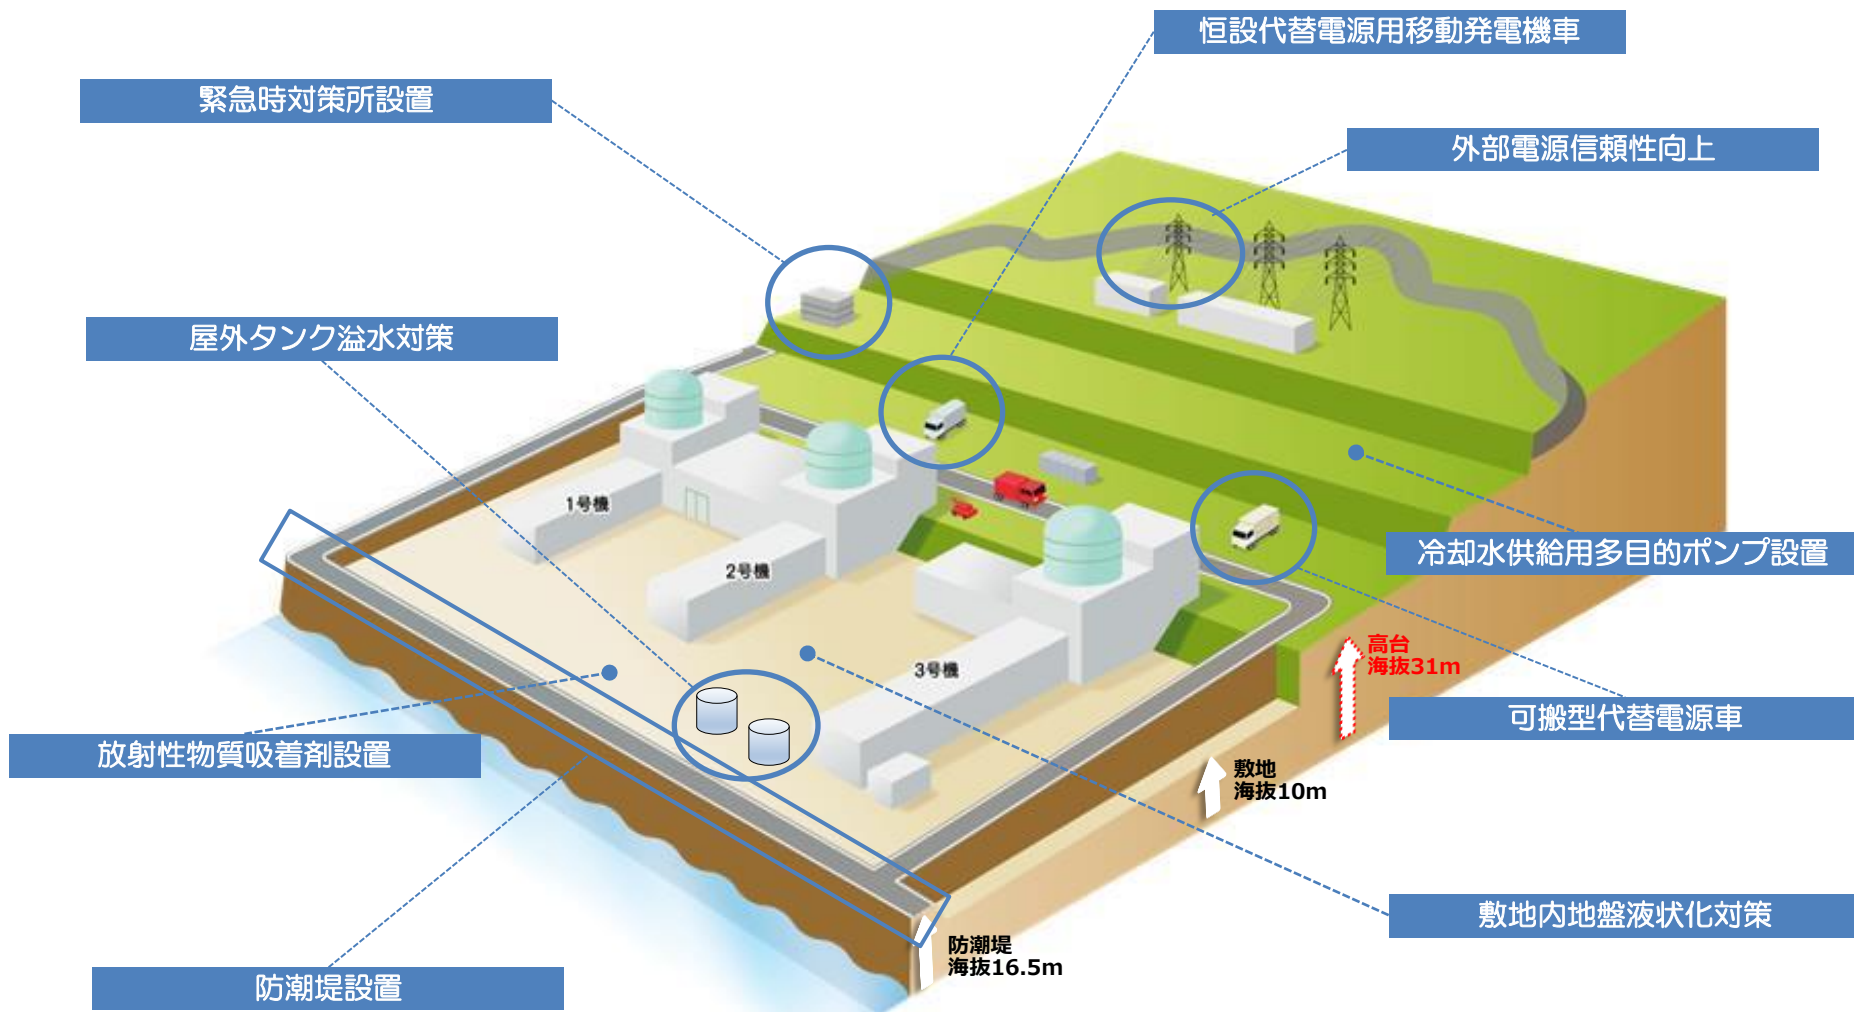 恒設代替電源用移動発電機車
緊急時対策所設置
外部電源信頼性向上
屋外タンク溢水対策
1号機
2号機
3号機
冷却水供給用多目的ポンプ設置
高台
海抜31m
可搬型代替電源車
放射性物質吸着剤設置
敷地
海抜10m
敷地内地盤液状化対策
防潮堤
海抜16.5m
防潮堤設置